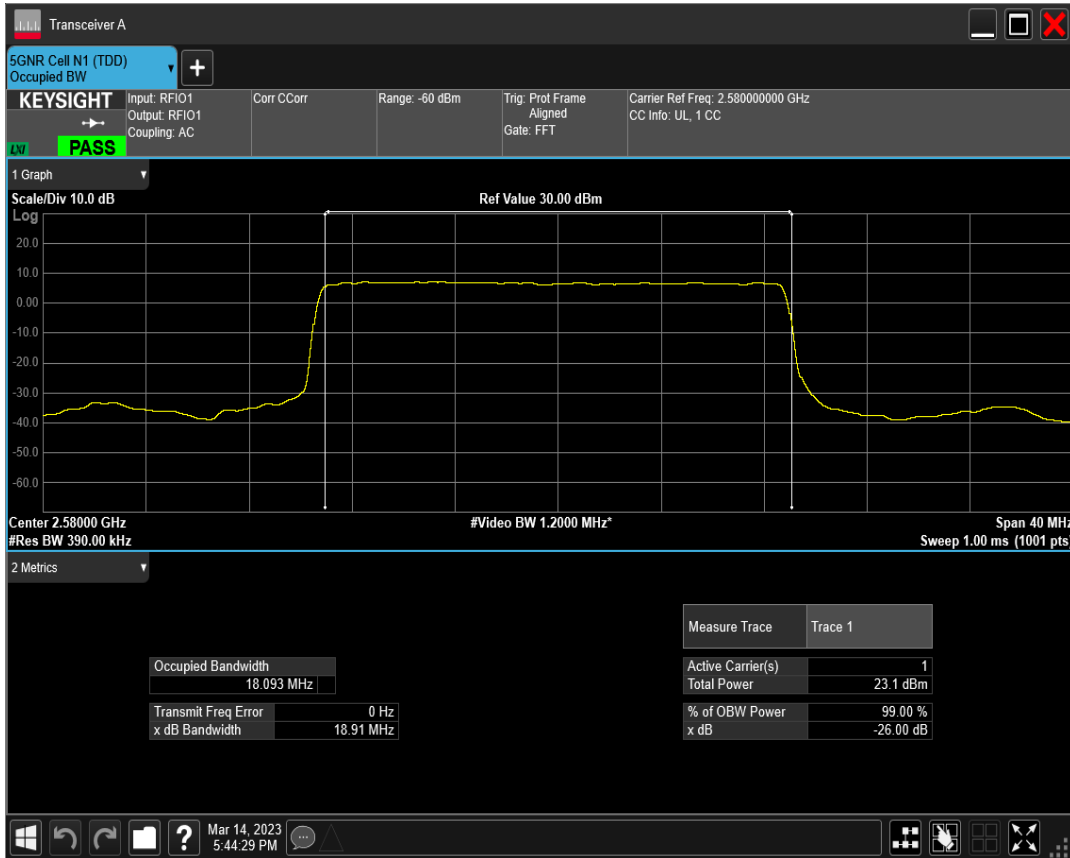 Transceiver A
5GNR Cell N1 (TDD)
Occupied BW
+
KEYSIGHT
LXI
PASS
Input: RFIO1
Output: RFIO1
Coupling: AC
Corr CCorr
Range: -60 dBm
Trig: Prot Frame
Aligned
Gate: FFT
Carrier Ref Freq: 2.580000000 GHz
CC Info: UL, 1 CC
1 Graph
Scale/Div 10.0 dB
Ref Value 30.00 dBm
Log
20.0
10.0
0.00
-10.0
-20.0
-30.0
-40.0
-50.0
-60.0
Center 2.58000 GHz
#Video BW 1.2000 MHz*
Span 40 MHz
#Res BW 390.00 kHz
Sweep 1.00 ms (1001 pts)
2 Metrics
Measure Trace Trace 1
Occupied Bandwidth
18.093 MHz
Active Carrier(s) 1
Total Power 23.1 dBm
Transmit Freq Error 0 Hz
x dB Bandwidth 18.91 MHz
% of OBW Power 99.00 %
x dB -26.00 dB
?
Mar 14, 2023
5:44:29 PM